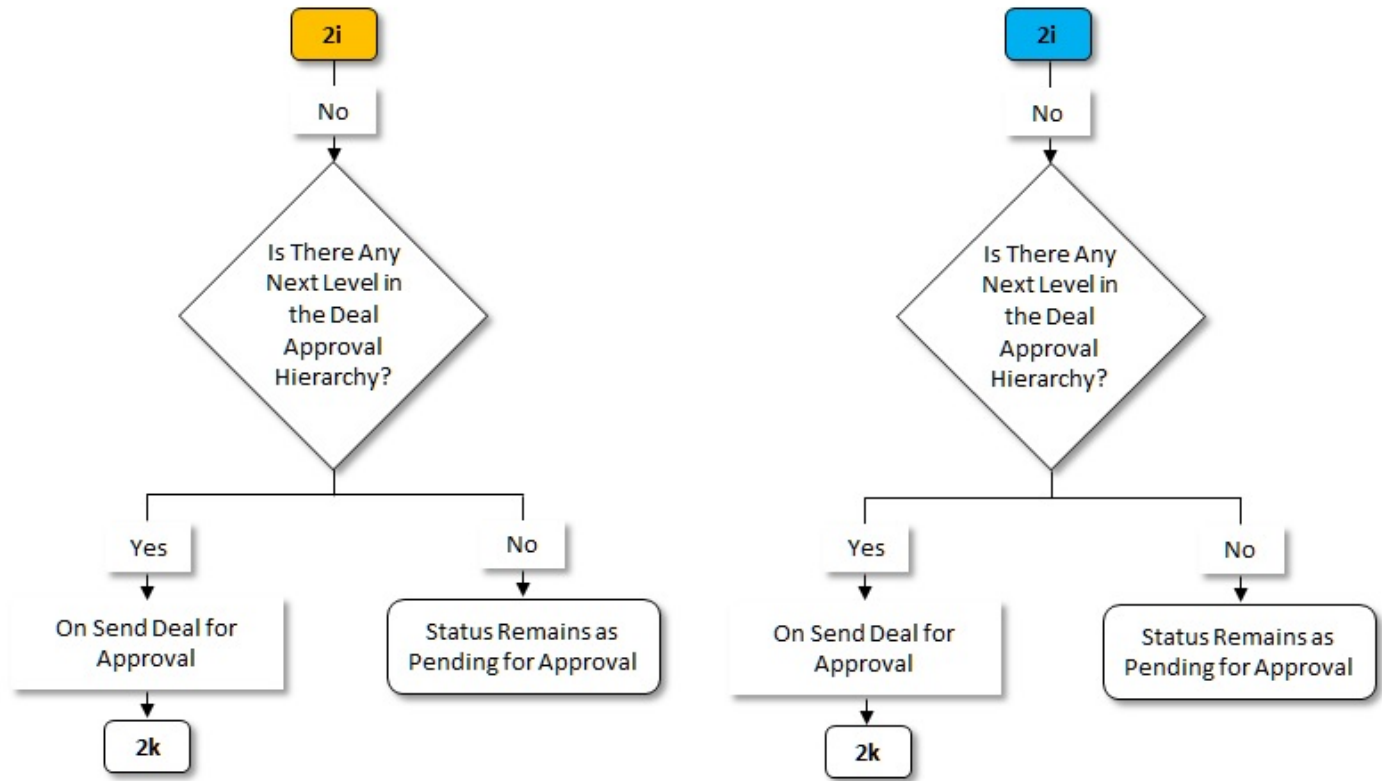 2i
No
Is There Any
Next Level in
the Deal
Approval
Hierarchy?
Yes
No
On Send Deal for
Approval
Status Remains as
Pending for Approval
2k
2i
No
Is There Any
Next Level in
the Deal
Approval
Hierarchy?
Yes
No
On Send Deal for
Approval
Status Remains as
Pending for Approval
2k